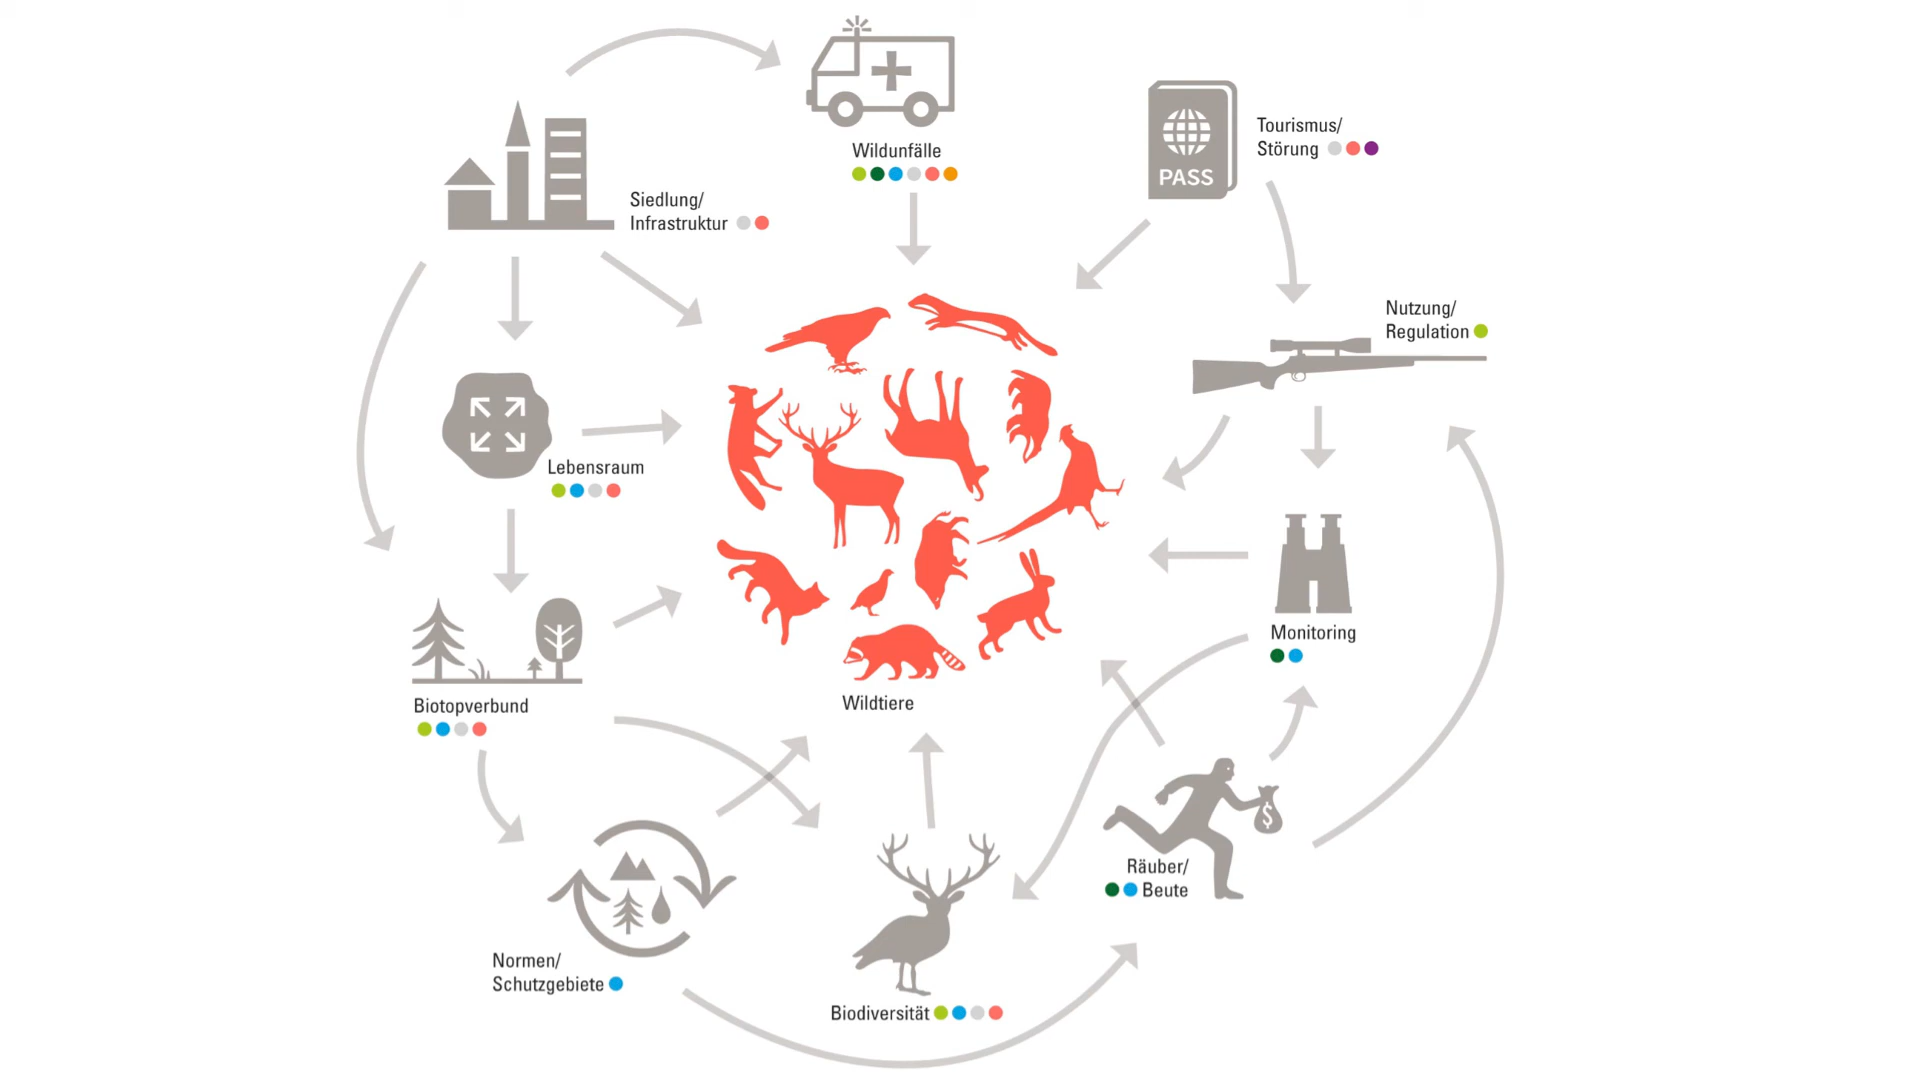 Wildunfälle
PASS
Tourismus/
Störung
Siedlung/
Infrastruktur
Nutzung/
Regulation
Lebensraum
Monitoring
Biotopverbund
Wildtiere
$
Räuber/
Beute
Normen/
Schutzgebiete
Biodiversität